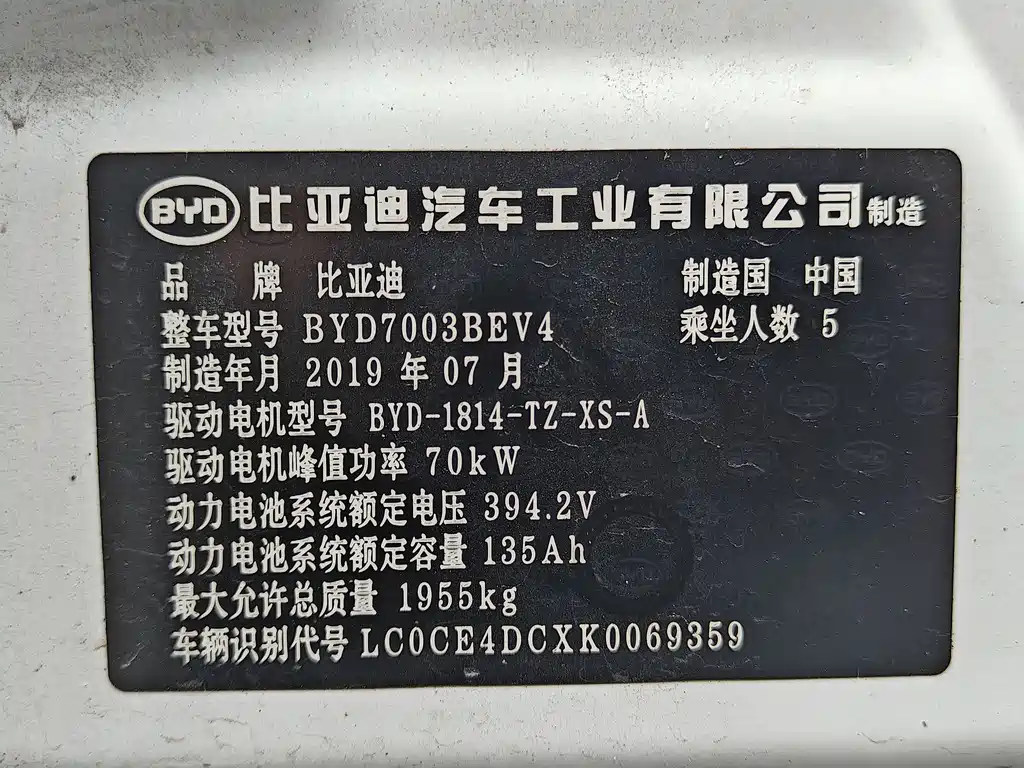 BYD 比亚迪汽车工业有限公司制造
品 牌 比亚迪 制造国 中国
整车型号 BYD7003BEV4 乘坐人数 5
制造年月 2019 年 07 月
驱动电机型号 BYD-1814-TZ-XS-A
驱动电机峰值功率 70kW
动力电池系统额定电压 394.2V
动力电池系统额定容量 135Ah
最大允许总质量 1955kg
车辆识别代号 LC0CE4DCXK0069359